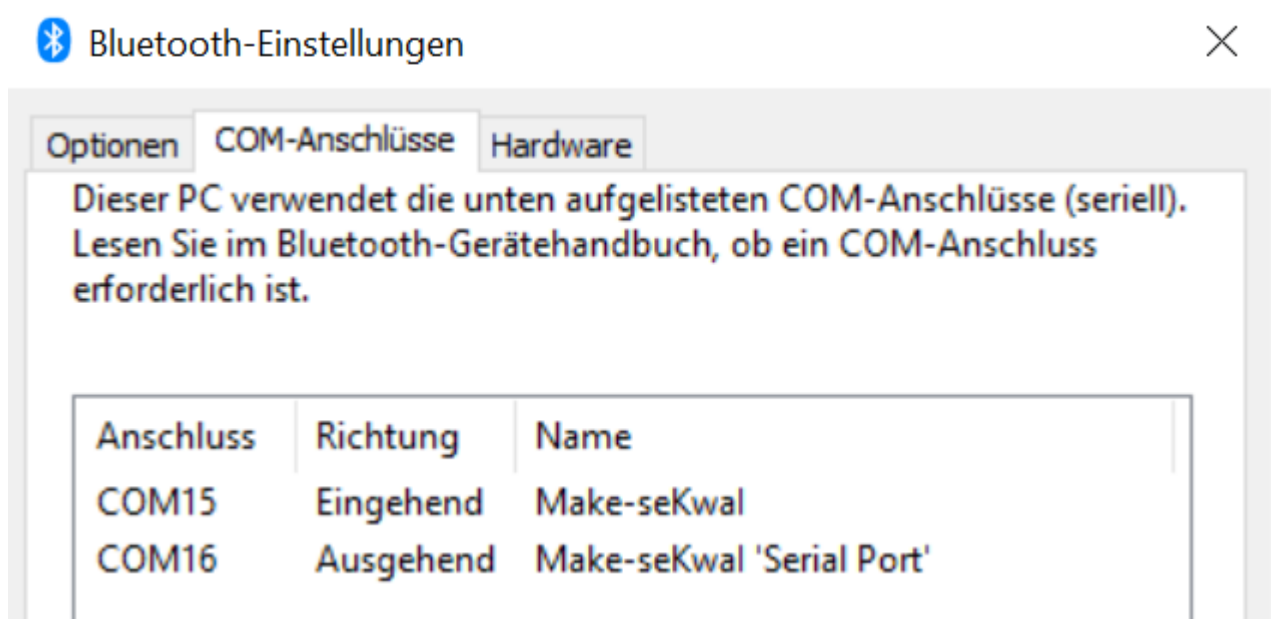 Bluetooth-Einstellungen
Optionen COM-Anschlüsse Hardware
Dieser PC verwendet die unten aufgelisteten COM-Anschlüsse (seriell).
Lesen Sie im Bluetooth-Gerätehandbuch, ob ein COM-Anschluss
erforderlich ist.
Anschluss Richtung Name
COM15 Eingehend Make-seKwal
COM16 Ausgehend Make-seKwal 'Serial Port'